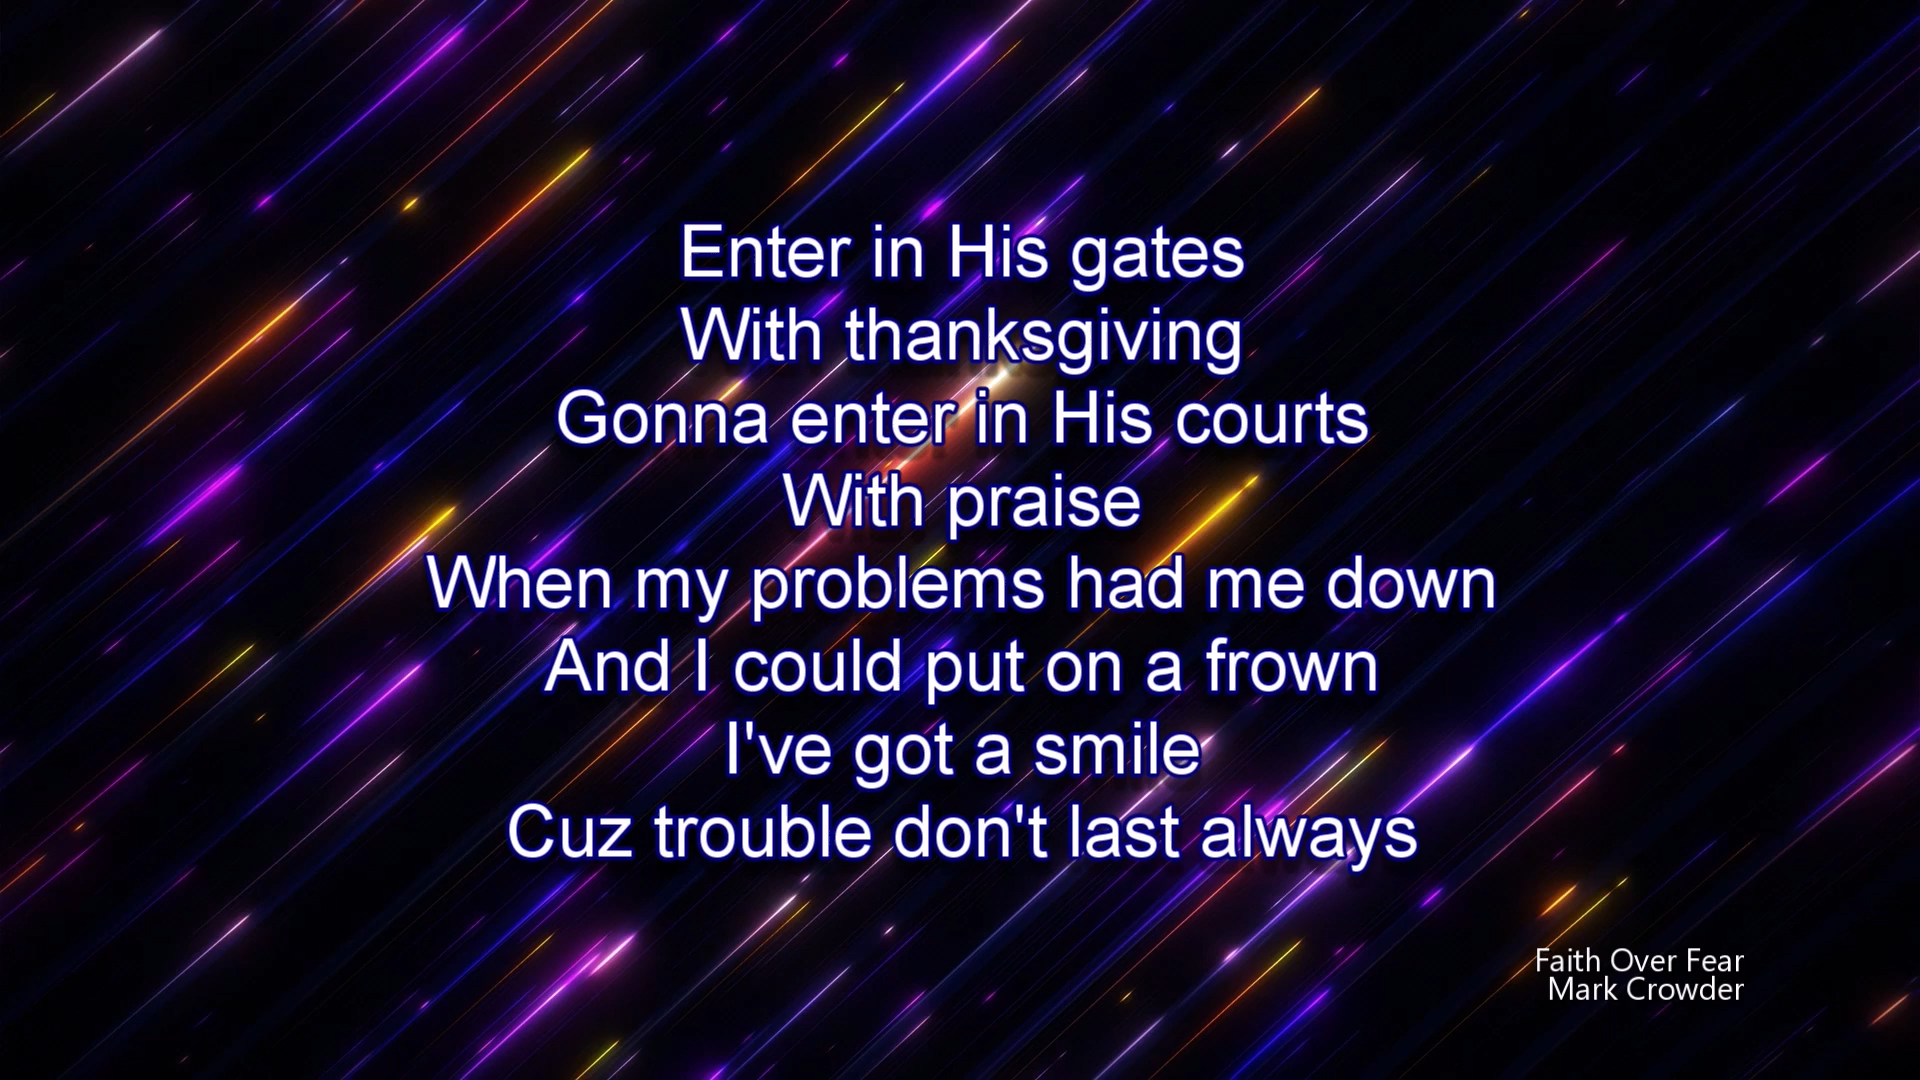 Enter in His gates
With thanksgiving
Gonna enter in His courts
With praise
When my problems had me down
And I could put on a frown
I've got a smile
Cuz trouble don't last always
Faith Over Fear
Mark Crowder